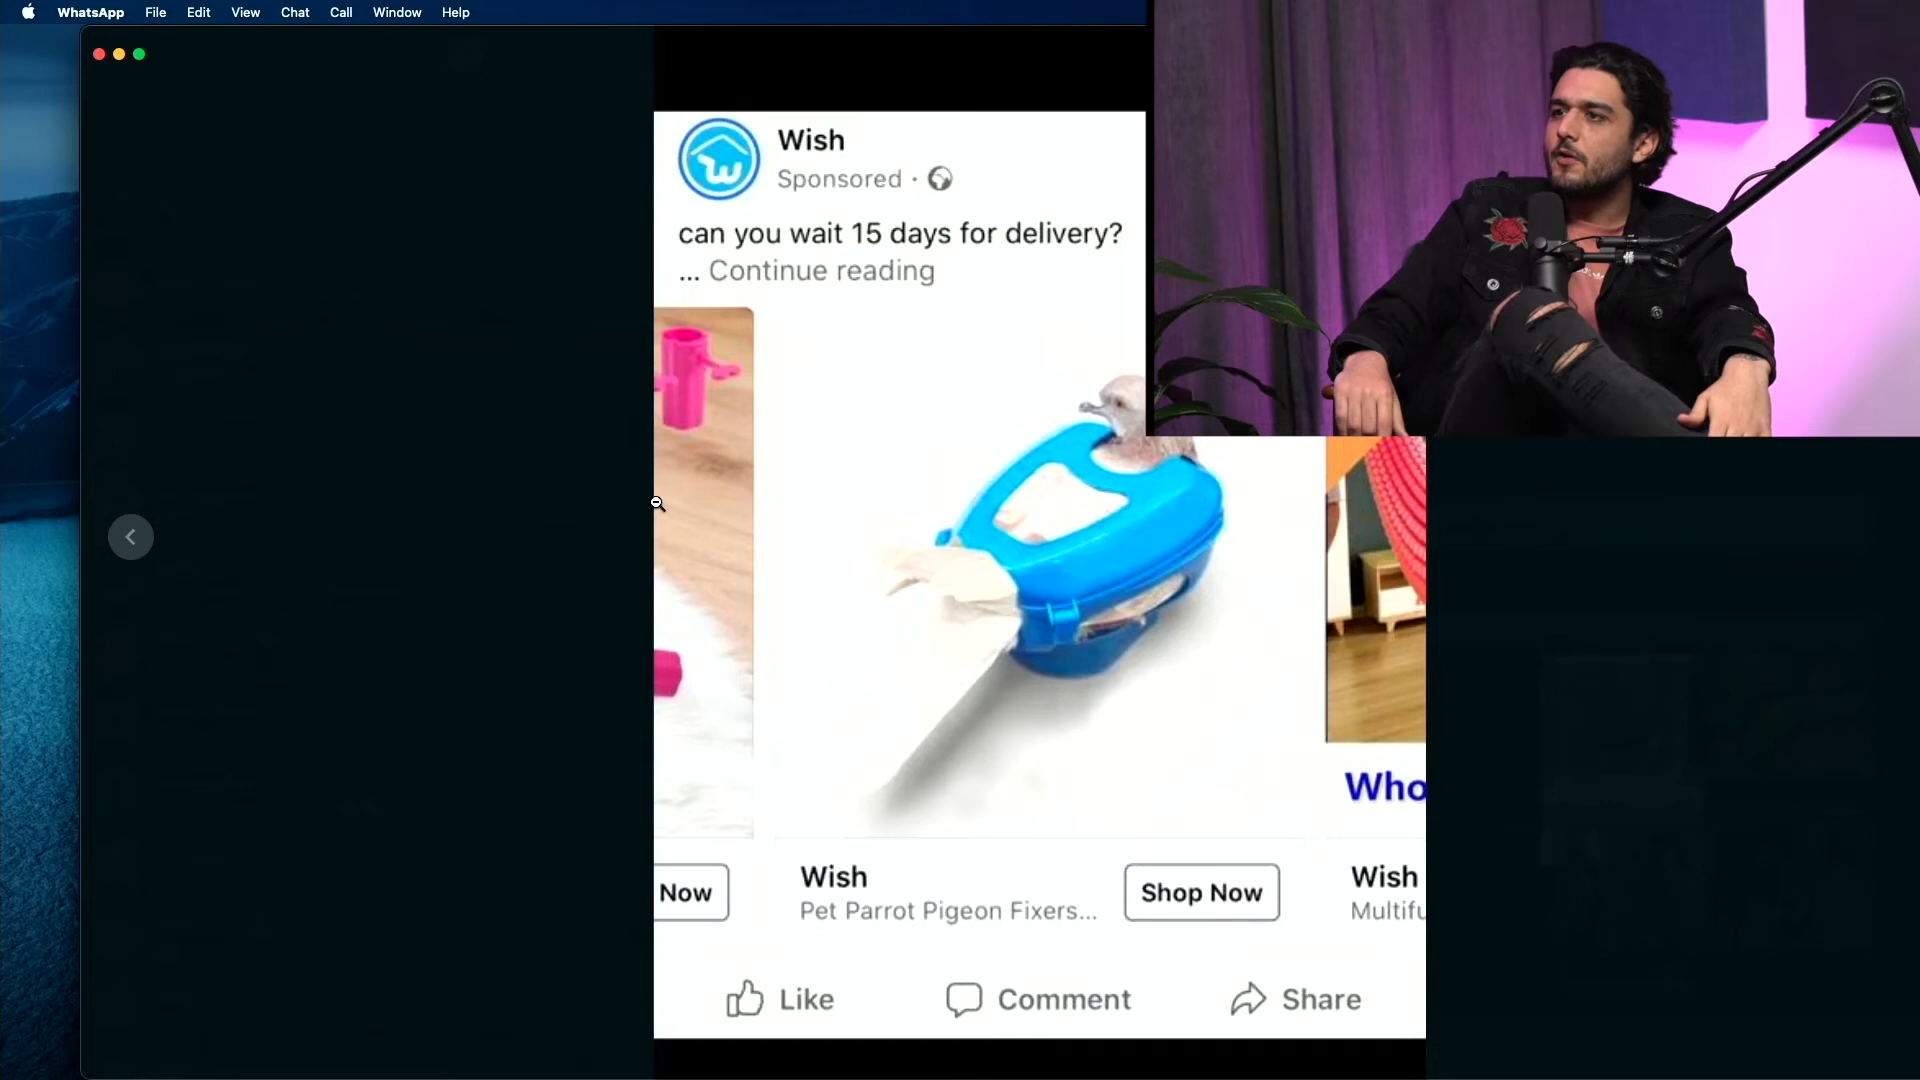 WhatsApp File Edit View Chat Call Window Help
Wish
Sponsored ·
can you wait 15 days for delivery?
... Continue reading
Who
Now
Wish
Pet Parrot Pigeon Fixers...
Shop Now
Wish
Multifu
Like
Comment
Share